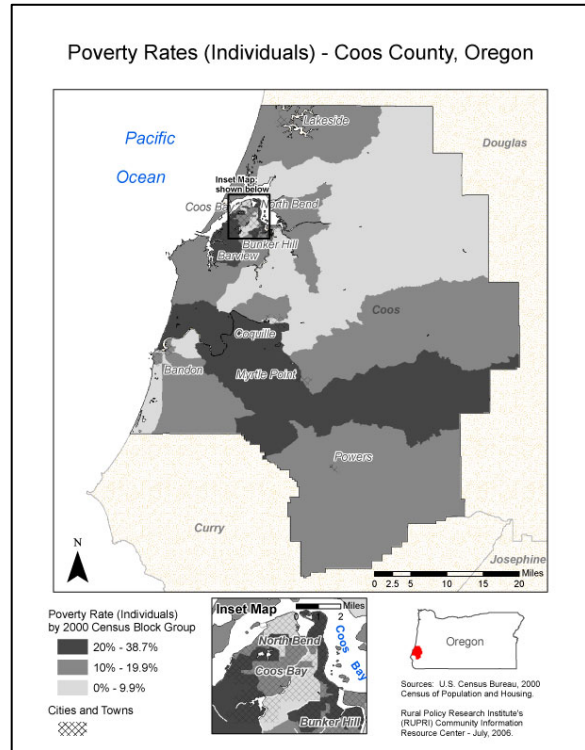 Poverty Rates (Individuals) - Coos County, Oregon
Pacific
Ocean
Lakeside
Douglas
Inset Map:
shown below
Coos Bay
North Bend
Bunker Hill
Barview
Coos
Coquille
Bandon
Myrtle Point
Powers
Curry
Josephine
N
Miles
0 2.5 5 10 15 20
Poverty Rate (Individuals)
by 2000 Census Block Group
20% - 38.7%
10% - 19.9%
0% - 9.9%
Cities and Towns
Inset Map
Miles
0 1 2
North Bend
Coos Bay
Coos Bay
Bunker Hill
Oregon
Sources: U.S. Census Bureau, 2000
Census of Population and Housing.
Rural Policy Research Institute's
(RUPRI) Community Information
Resource Center - July, 2006.